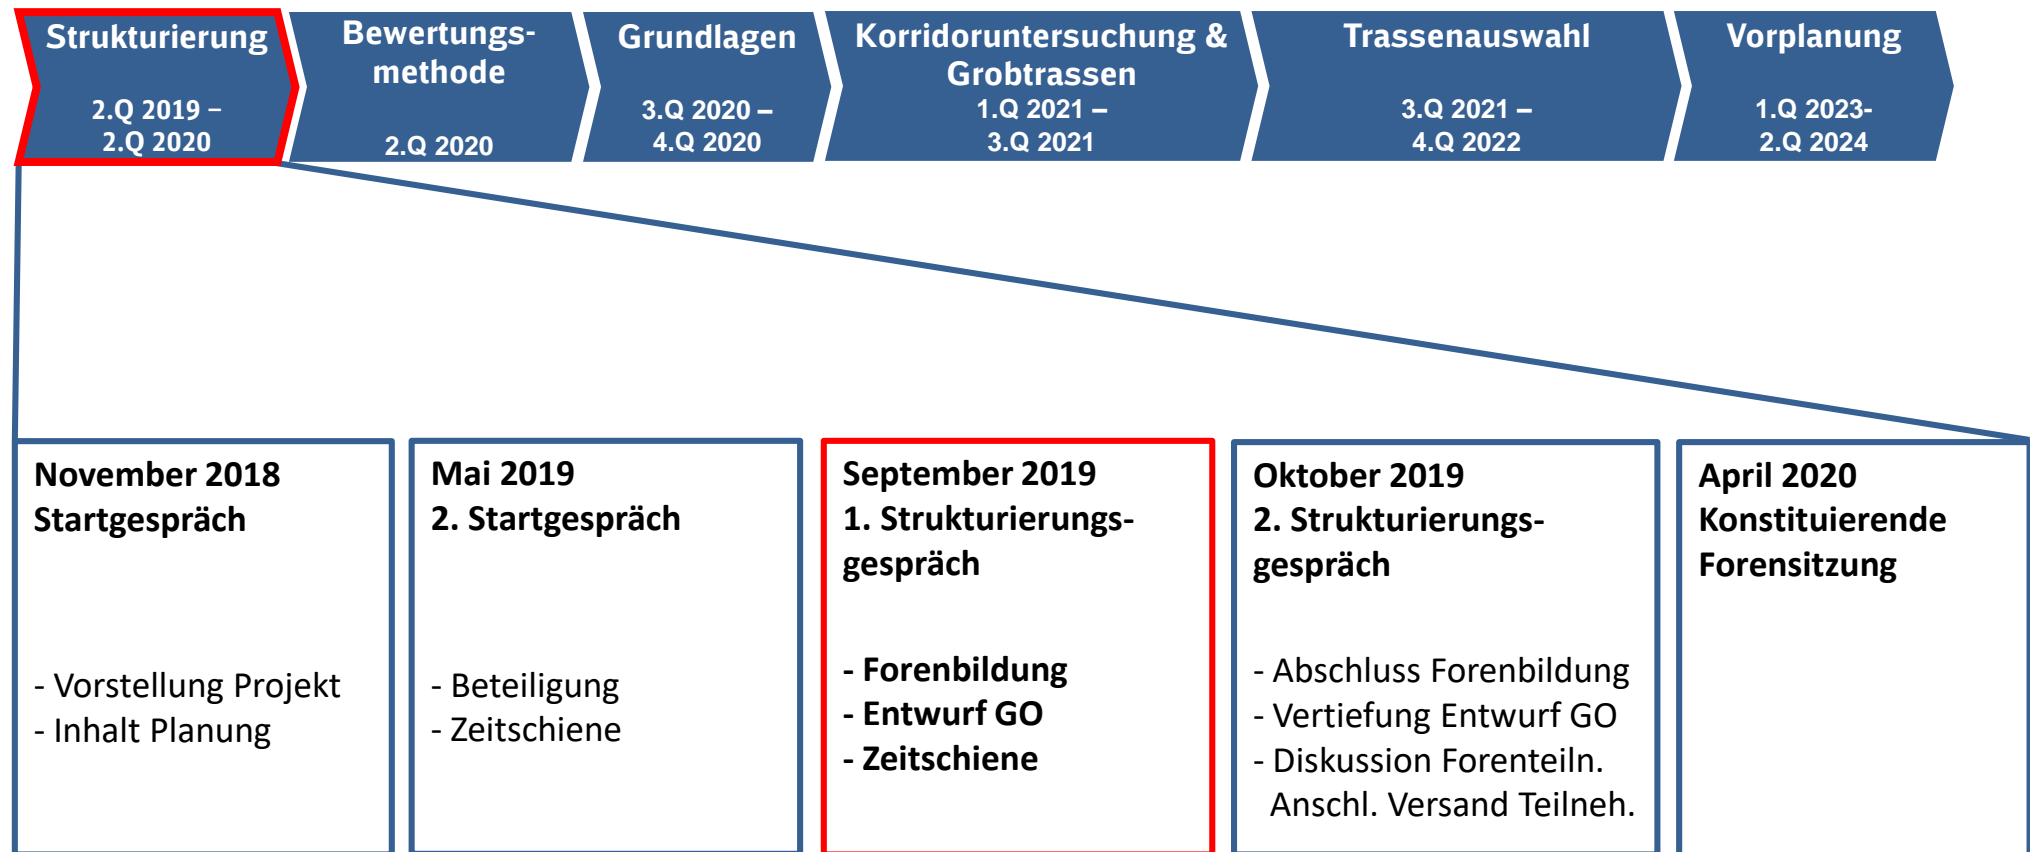 Strukturierung
2.Q 2019 –
2.Q 2020
Bewertungs-
methode
2.Q 2020
Grundlagen
3.Q 2020 –
4.Q 2020
Korridoruntersuchung &
Grobtrassen
1.Q 2021 –
3.Q 2021
Trassenauswahl
3.Q 2021 –
4.Q 2022
Vorplanung
1.Q 2023-
2.Q 2024
November 2018
Startgespräch
- Vorstellung Projekt
- Inhalt Planung
Mai 2019
2. Startgespräch
- Beteiligung
- Zeitschiene
September 2019
1. Strukturierungs-
gespräch
- Forenbildung
- Entwurf GO
- Zeitschiene
Oktober 2019
2. Strukturierungs-
gespräch
- Abschluss Forenbildung
- Vertiefung Entwurf GO
- Diskussion Forenteiln.
Anschl. Versand Teilneh.
April 2020
Konstituierende
Forensitzung